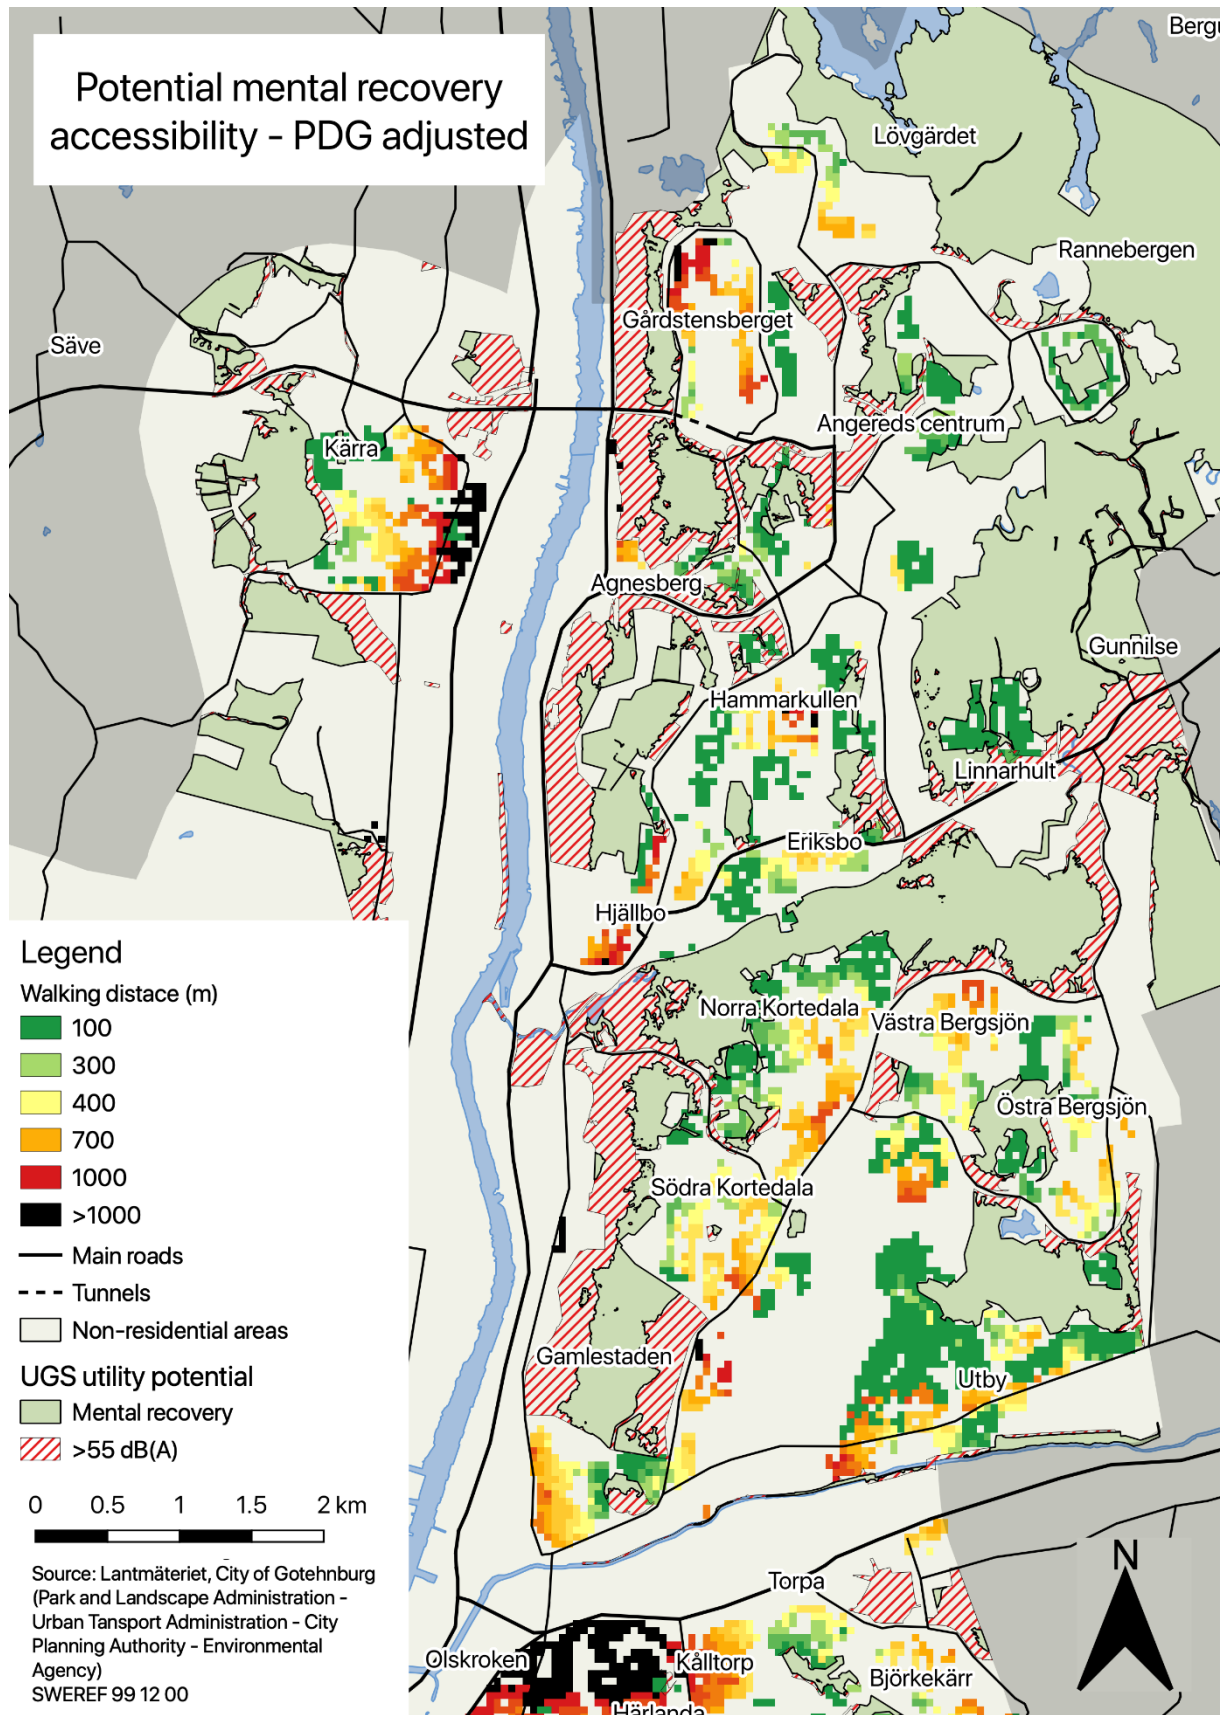 Potential mental recovery
accessibility - PDG adjusted
Lövgärdet
Rannebergen
Säve
Gårdstensberget
Angereds centrum
Kärra
Agnesberg
Gunnilse
Hammarkullen
Linnarhult
Eriksbo
Hjällbo
Norra Kortedala
Västra Bergsjön
Östra Bergsjön
Södra Kortedala
Gamlestaden
Utby
Torpa
Olskroken
Kålltorp
Björkekärr
Härlanda
Legend
Walking distace (m)
100
300
400
700
1000
>1000
Main roads
Tunnels
Non-residential areas
UGS utility potential
Mental recovery
>55 dB(A)
0 0.5 1 1.5 2 km
Source: Lantmäteriet, City of Gotehnburg
(Park and Landscape Administration -
Urban Tansport Administration - City
Planning Authority - Environmental
Agency)
SWEREF 99 12 00
N